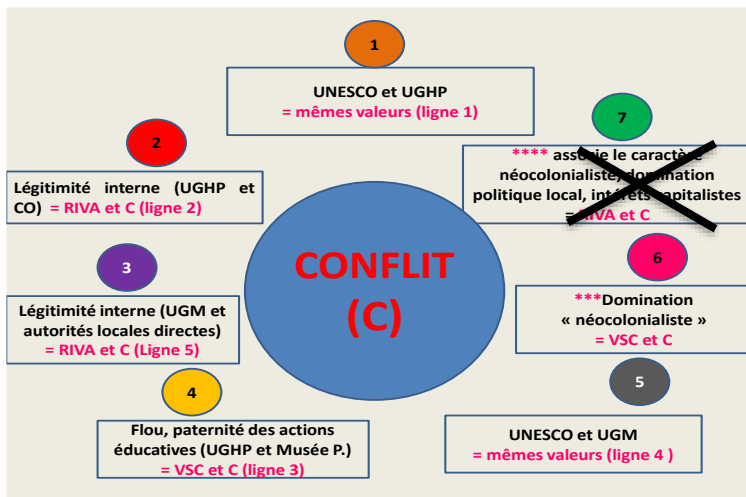 1
UNESCO et UGHP
= mêmes valeurs (ligne 1)
2
Légitimité interne (UGHP et
CO) = RIVA et C (ligne 2)
3
Légitimité interne (UGM et
autorités locales directes)
= RIVA et C (Ligne 5)
4
Flou, paternité des actions
éducatives (UGHP et Musée P.)
= VSC et C (ligne 3)
CONFLIT
(C)
7
**** associe le caractère
néocolonialiste, domination
politique local, intérêts capitalistes
= RIVA et C
6
***Domination
« néocolonialiste »
= VSC et C
5
UNESCO et UGM
= mêmes valeurs (ligne 4 )